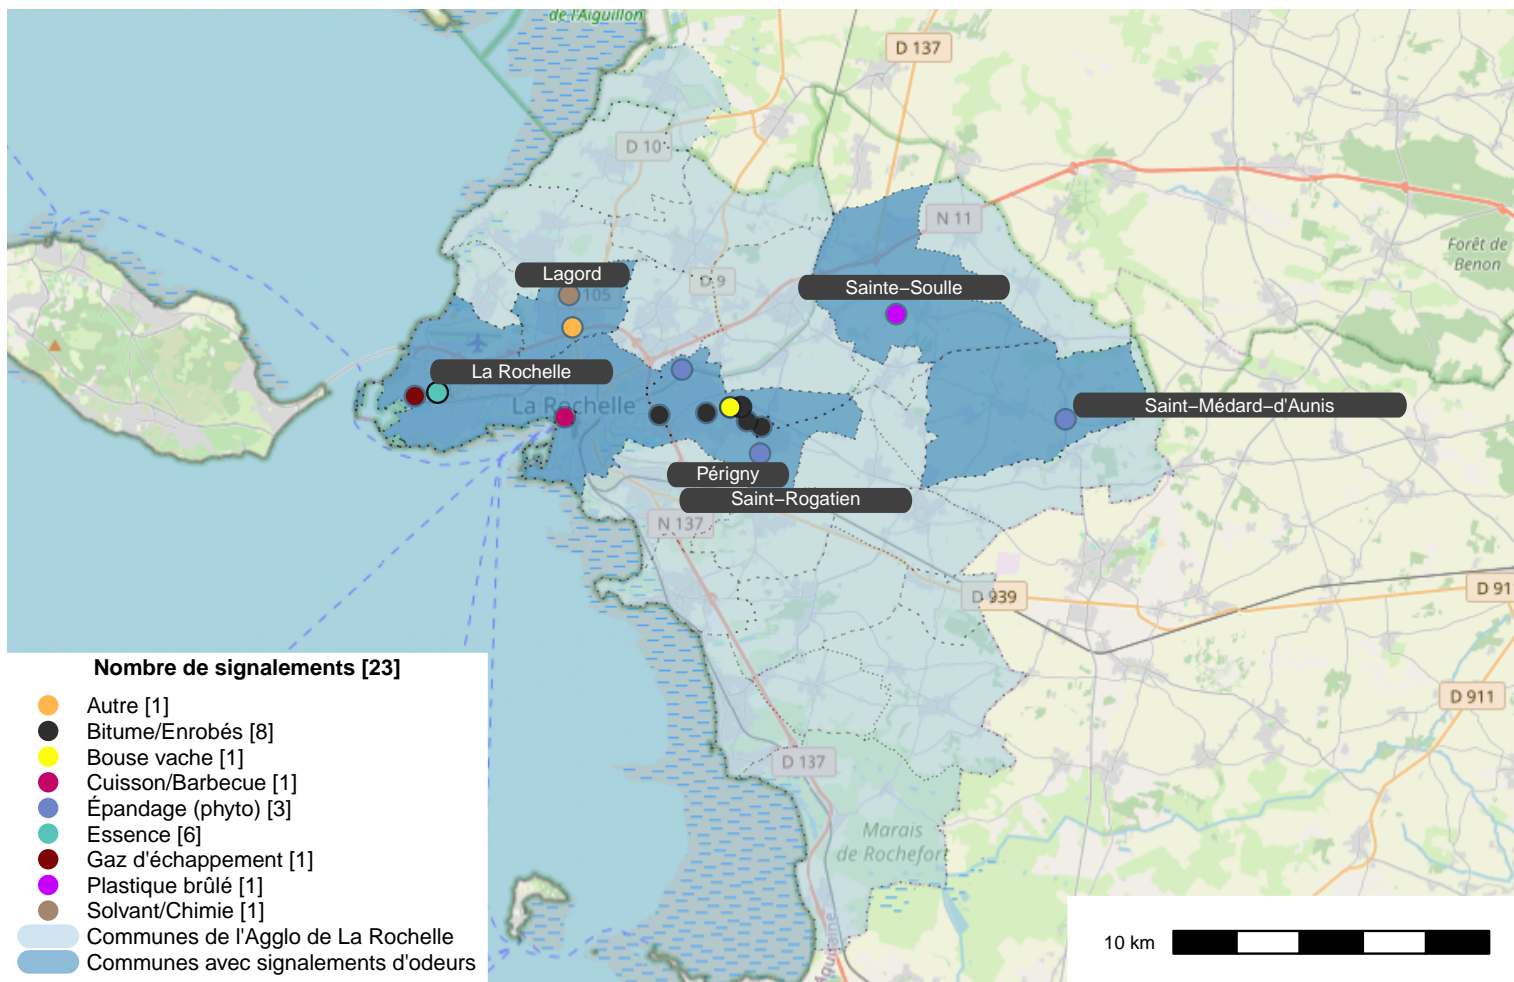 de l'Aiguillon
D 137
D 10
N 11
Forêt de
Benon
Lagord
105
D 9
Sainte−Soulle
La Rochelle
La Rochelle
Saint−Médard−d'Aunis
Périgny
Saint−Rogatien
N 137
D 939
D 91
D 911
D 137
Marais
de Rochefort
Aquitaine
Nombre de signalements [23]
Autre [1]
Bitume/Enrobés [8]
Bouse vache [1]
Cuisson/Barbecue [1]
Épandage (phyto) [3]
Essence [6]
Gaz d'échappement [1]
Plastique brûlé [1]
Solvant/Chimie [1]
Communes de l'Agglo de La Rochelle
Communes avec signalements d'odeurs
10 km